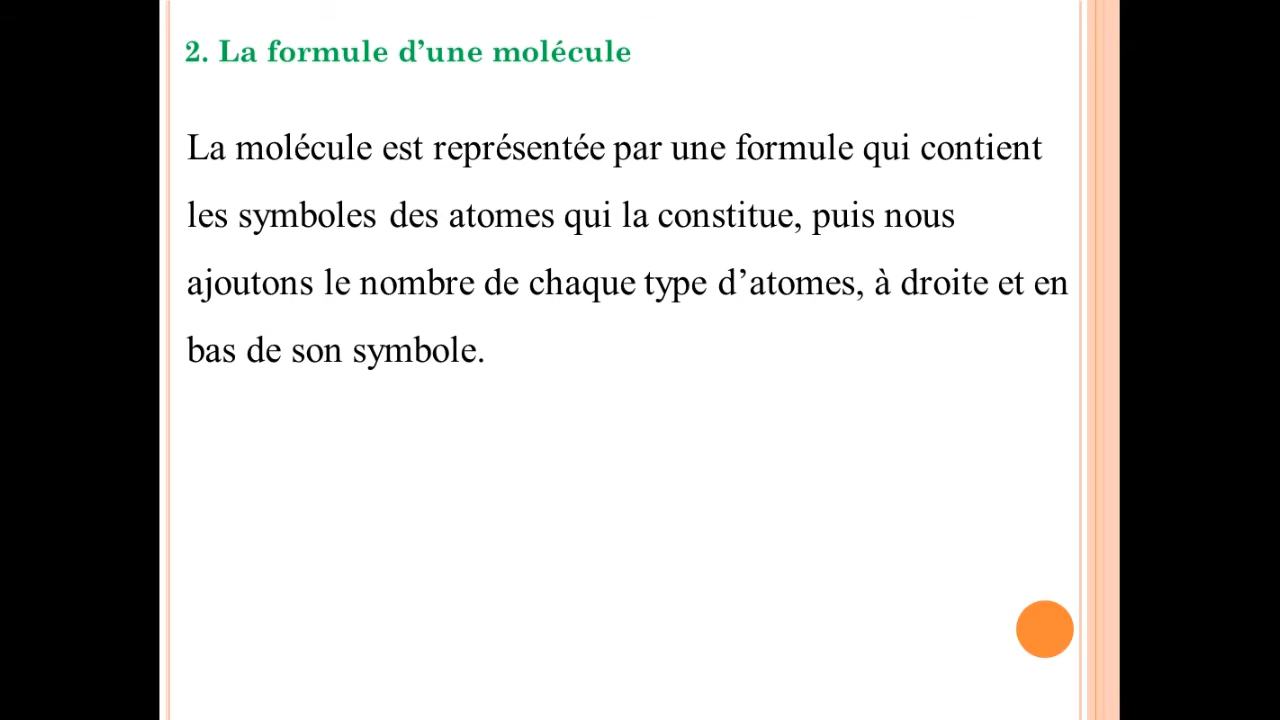 2. La formule d’une molécule
La molécule est représentée par une formule qui contient
les symboles des atomes qui la constitue, puis nous
ajoutons le nombre de chaque type d’atomes, à droite et en
bas de son symbole.